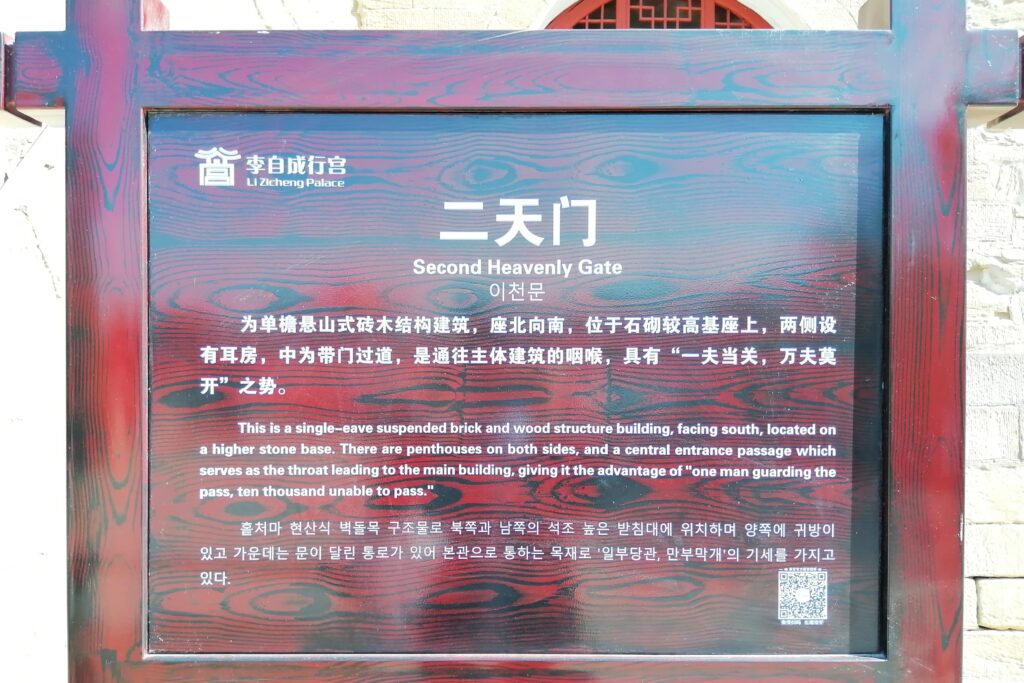 李自成行宫
Li Zicheng Palace
二天门
Second Heavenly Gate
이천문
为单檐悬山式砖木结构建筑，座北向南，位于石砌较高基座上，两侧设
有耳房，中为带门过道，是通往主体建筑的咽喉，具有“一夫当关，万夫莫
开”之势。
This is a single-eave suspended brick and wood structure building, facing south, located on
a higher stone base. There are penthouses on both sides, and a central entrance passage which
serves as the throat leading to the main building, giving it the advantage of "one man guarding the
pass, ten thousand unable to pass."
홑처마 현산식 벽돌목 구조물로 북쪽과 남쪽의 석조 높은 받침대에 위치하며 양쪽에 귀방이
있고 가운데는 문이 달린 통로가 있어 본관으로 통하는 목재로 '일부당관, 만부막개'의 기세를 가지고
있다.